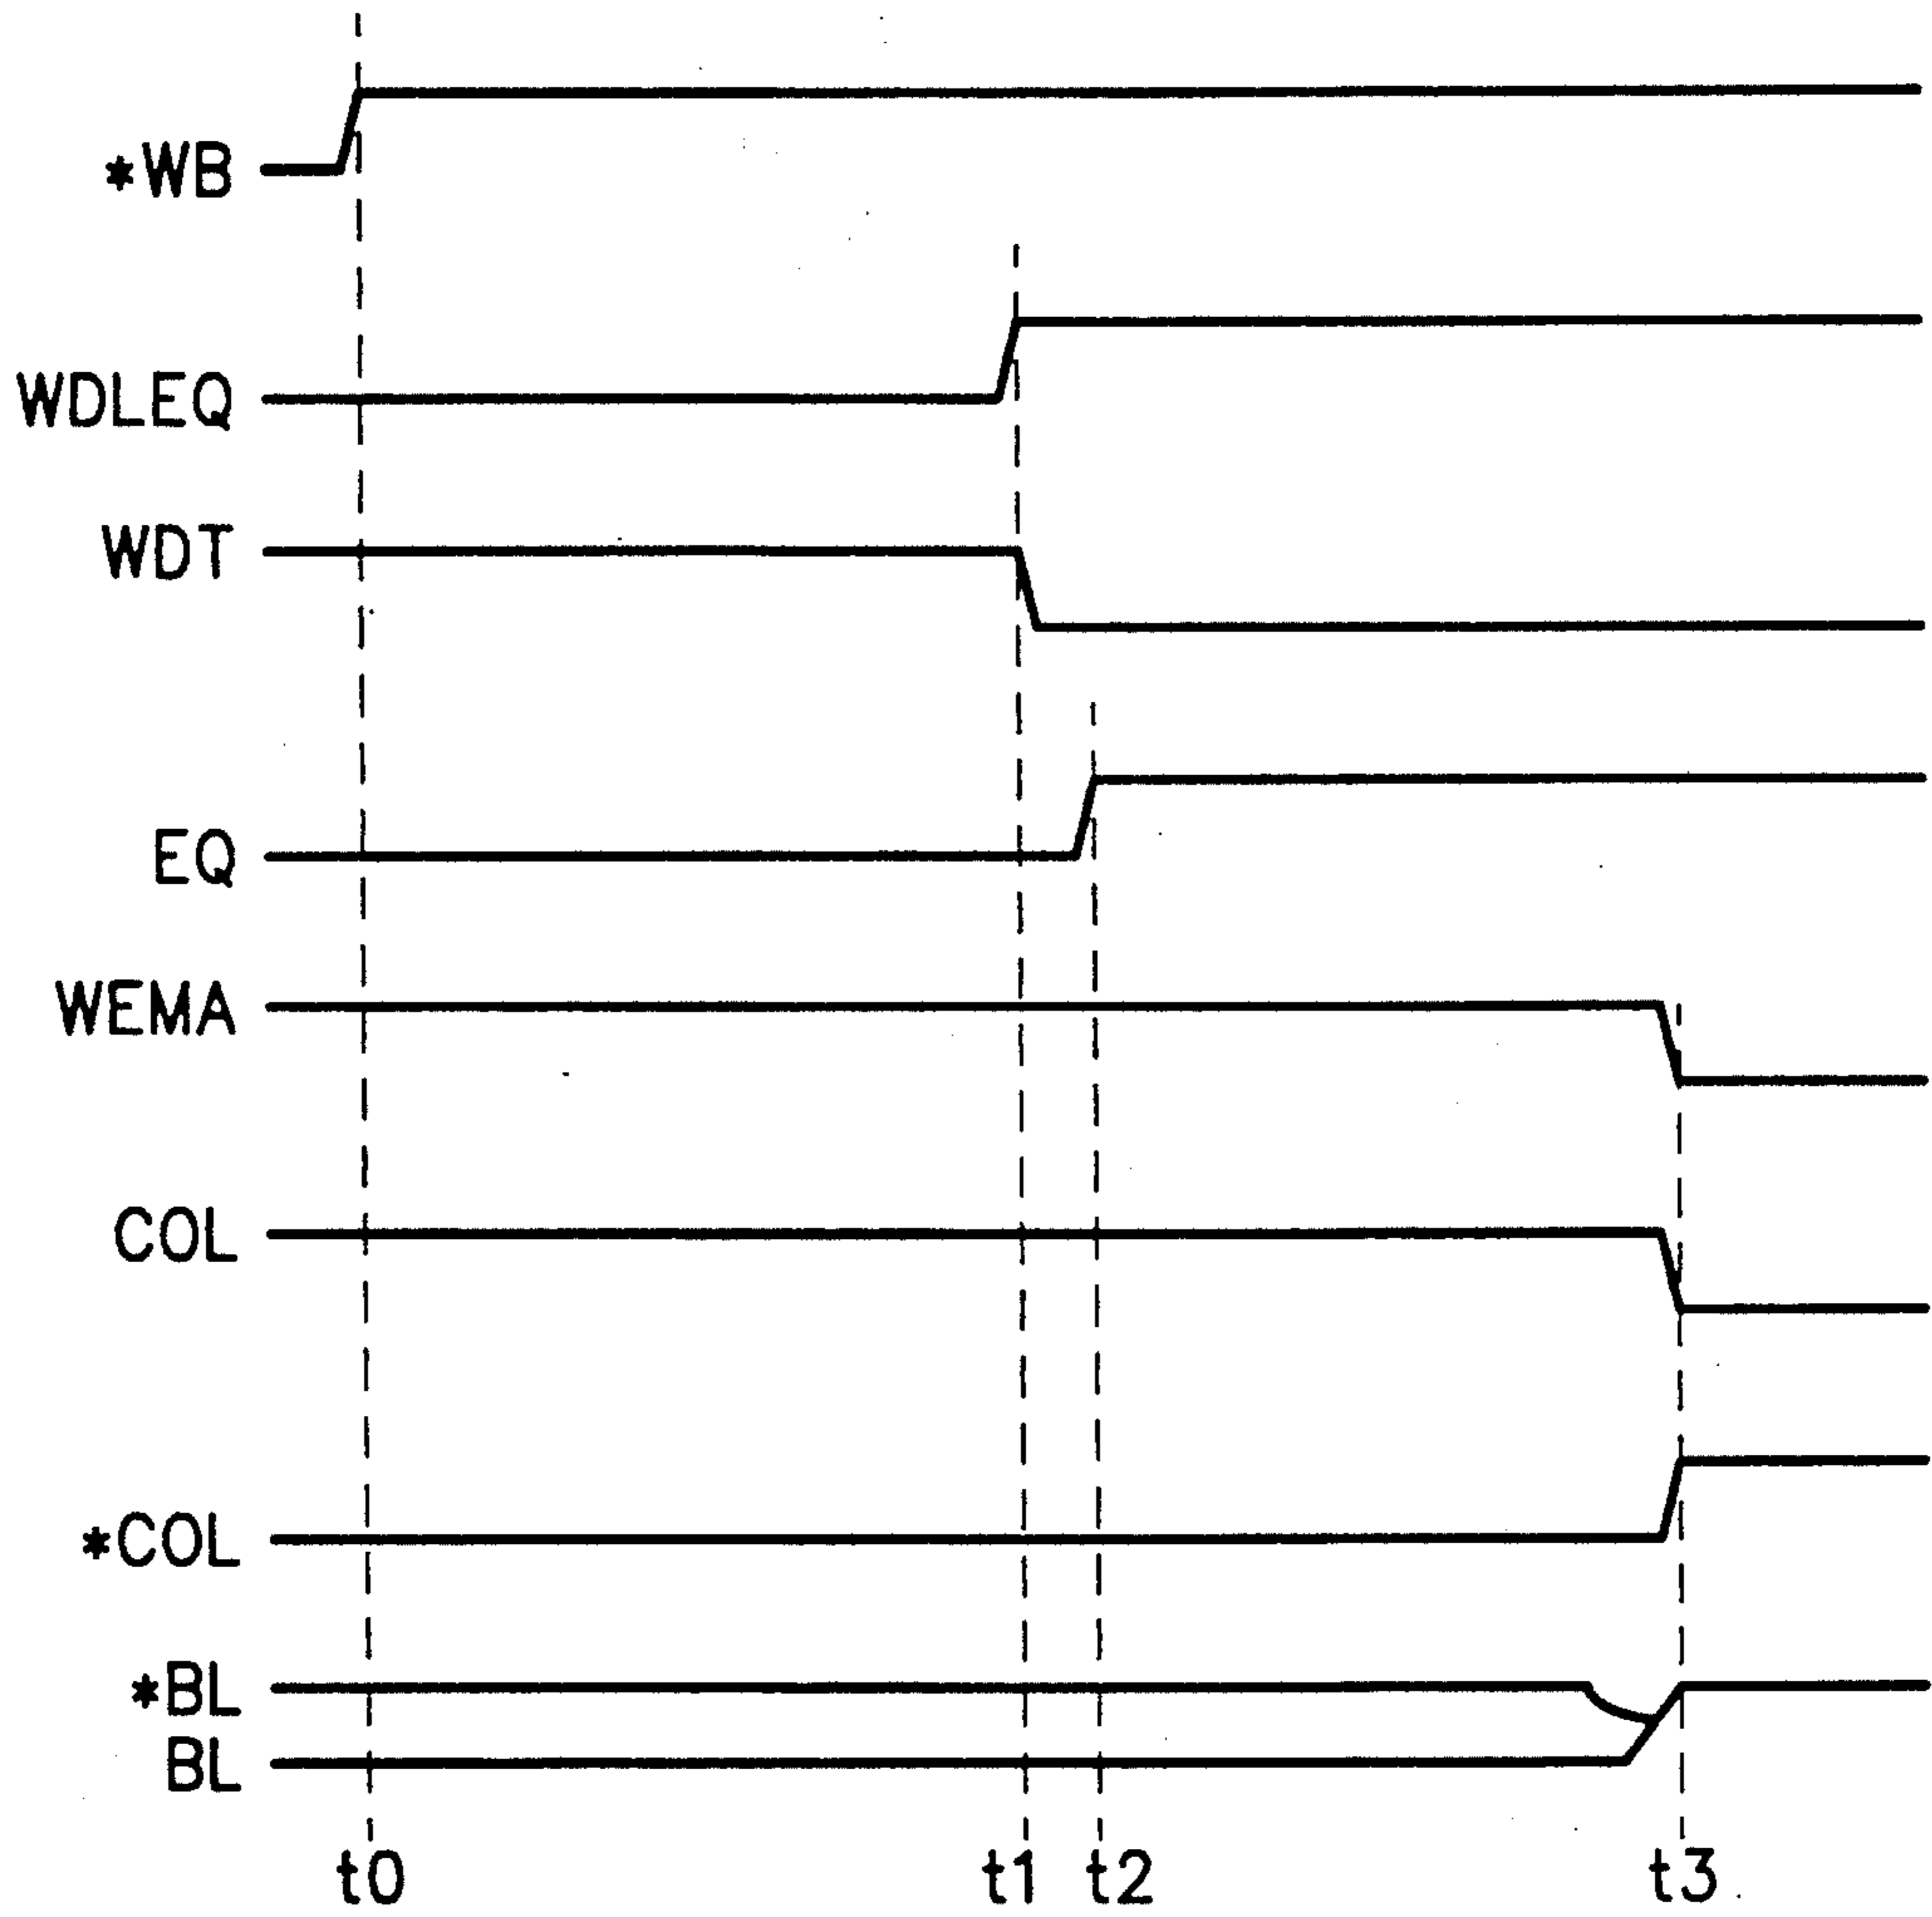 *WB
WDLEQ
WDT
EQ
WEMA
COL
*COL
*BL
BL
t0 t1 t2 t3